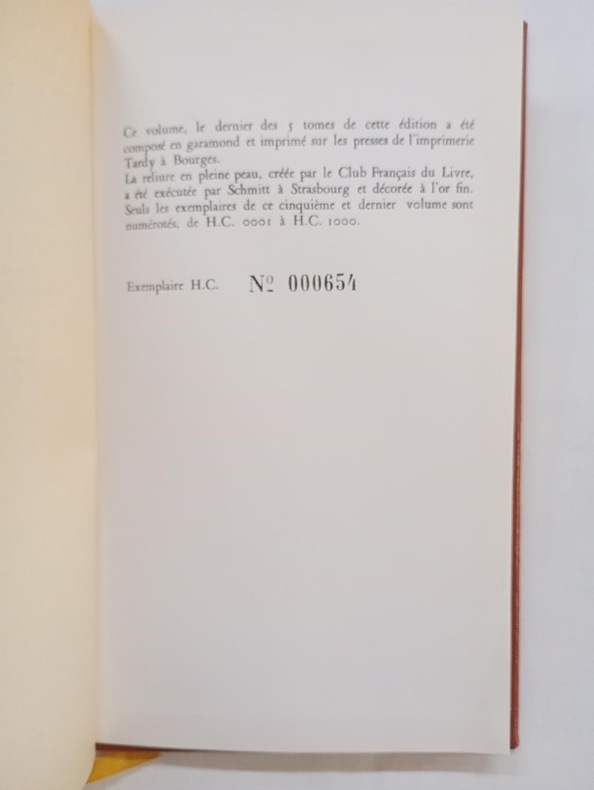 Ce volume, le dernier des 5 tomes de cette édition a été
composé en garamond et imprimé sur les presses de l'imprimerie
Tardy à Bourges.
La reliure en pleine peau, créée par le Club Français du Livre,
a été exécutée par Schmitt à Strasbourg et décorée à l'or fin.
Seuls les exemplaires de ce cinquième et dernier volume sont
numérotés, de H.C. 0001 à H.C. 1000.
Exemplaire H.C. Nº 000654